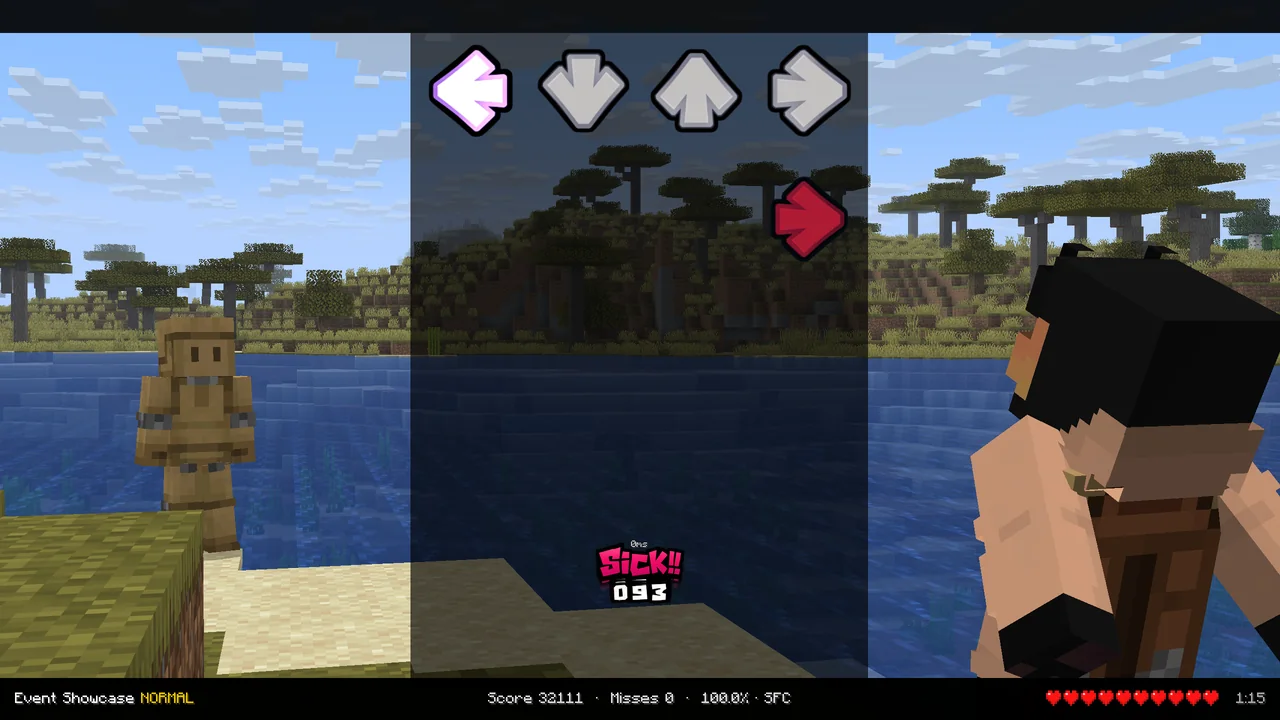 0ms
SiCK!!
093
Event Showcase NORMAL
Score 32111 · Misses 0 · 100.0% · SFC
1:15